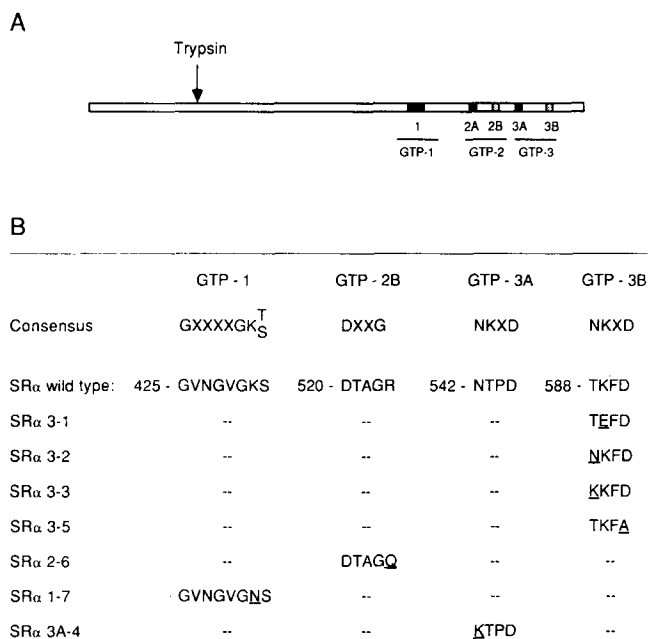 A
Trypsin
1 2A 2B 3A 3B
GTP-1 GTP-2 GTP-3
B
GTP - 1 GTP - 2B GTP - 3A GTP - 3B
Consensus GXXXXGKT/S DXXG NKXD NKXD
SRα wild type: 425 - GVNGVGKS 520 - DTAGR 542 - NTPD 588 - TKFD
SRα 3-1 -- -- -- TEFD
SRα 3-2 -- -- -- NKFD
SRα 3-3 -- -- -- KKFD
SRα 3-5 -- -- -- TKFA
SRα 2-6 -- DTAGQ -- --
SRα 1-7 GVNGVGNS -- -- --
SRα 3A-4 -- -- KTPD --